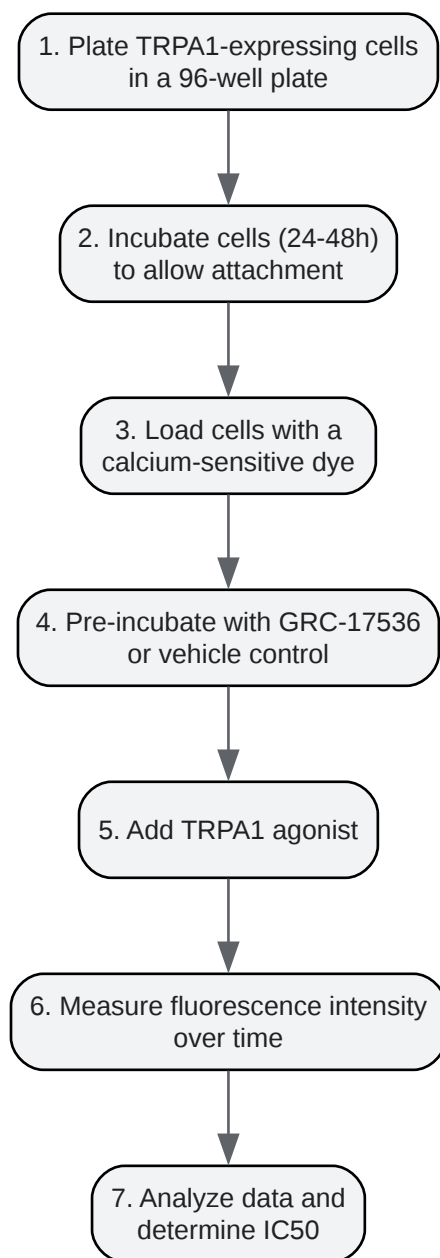 1. Plate TRPA1-expressing cells
in a 96-well plate
2. Incubate cells (24-48h)
to allow attachment
3. Load cells with a
calcium-sensitive dye
4. Pre-incubate with GRC-17536
or vehicle control
5. Add TRPA1 agonist
6. Measure fluorescence intensity
over time
7. Analyze data and
determine IC50